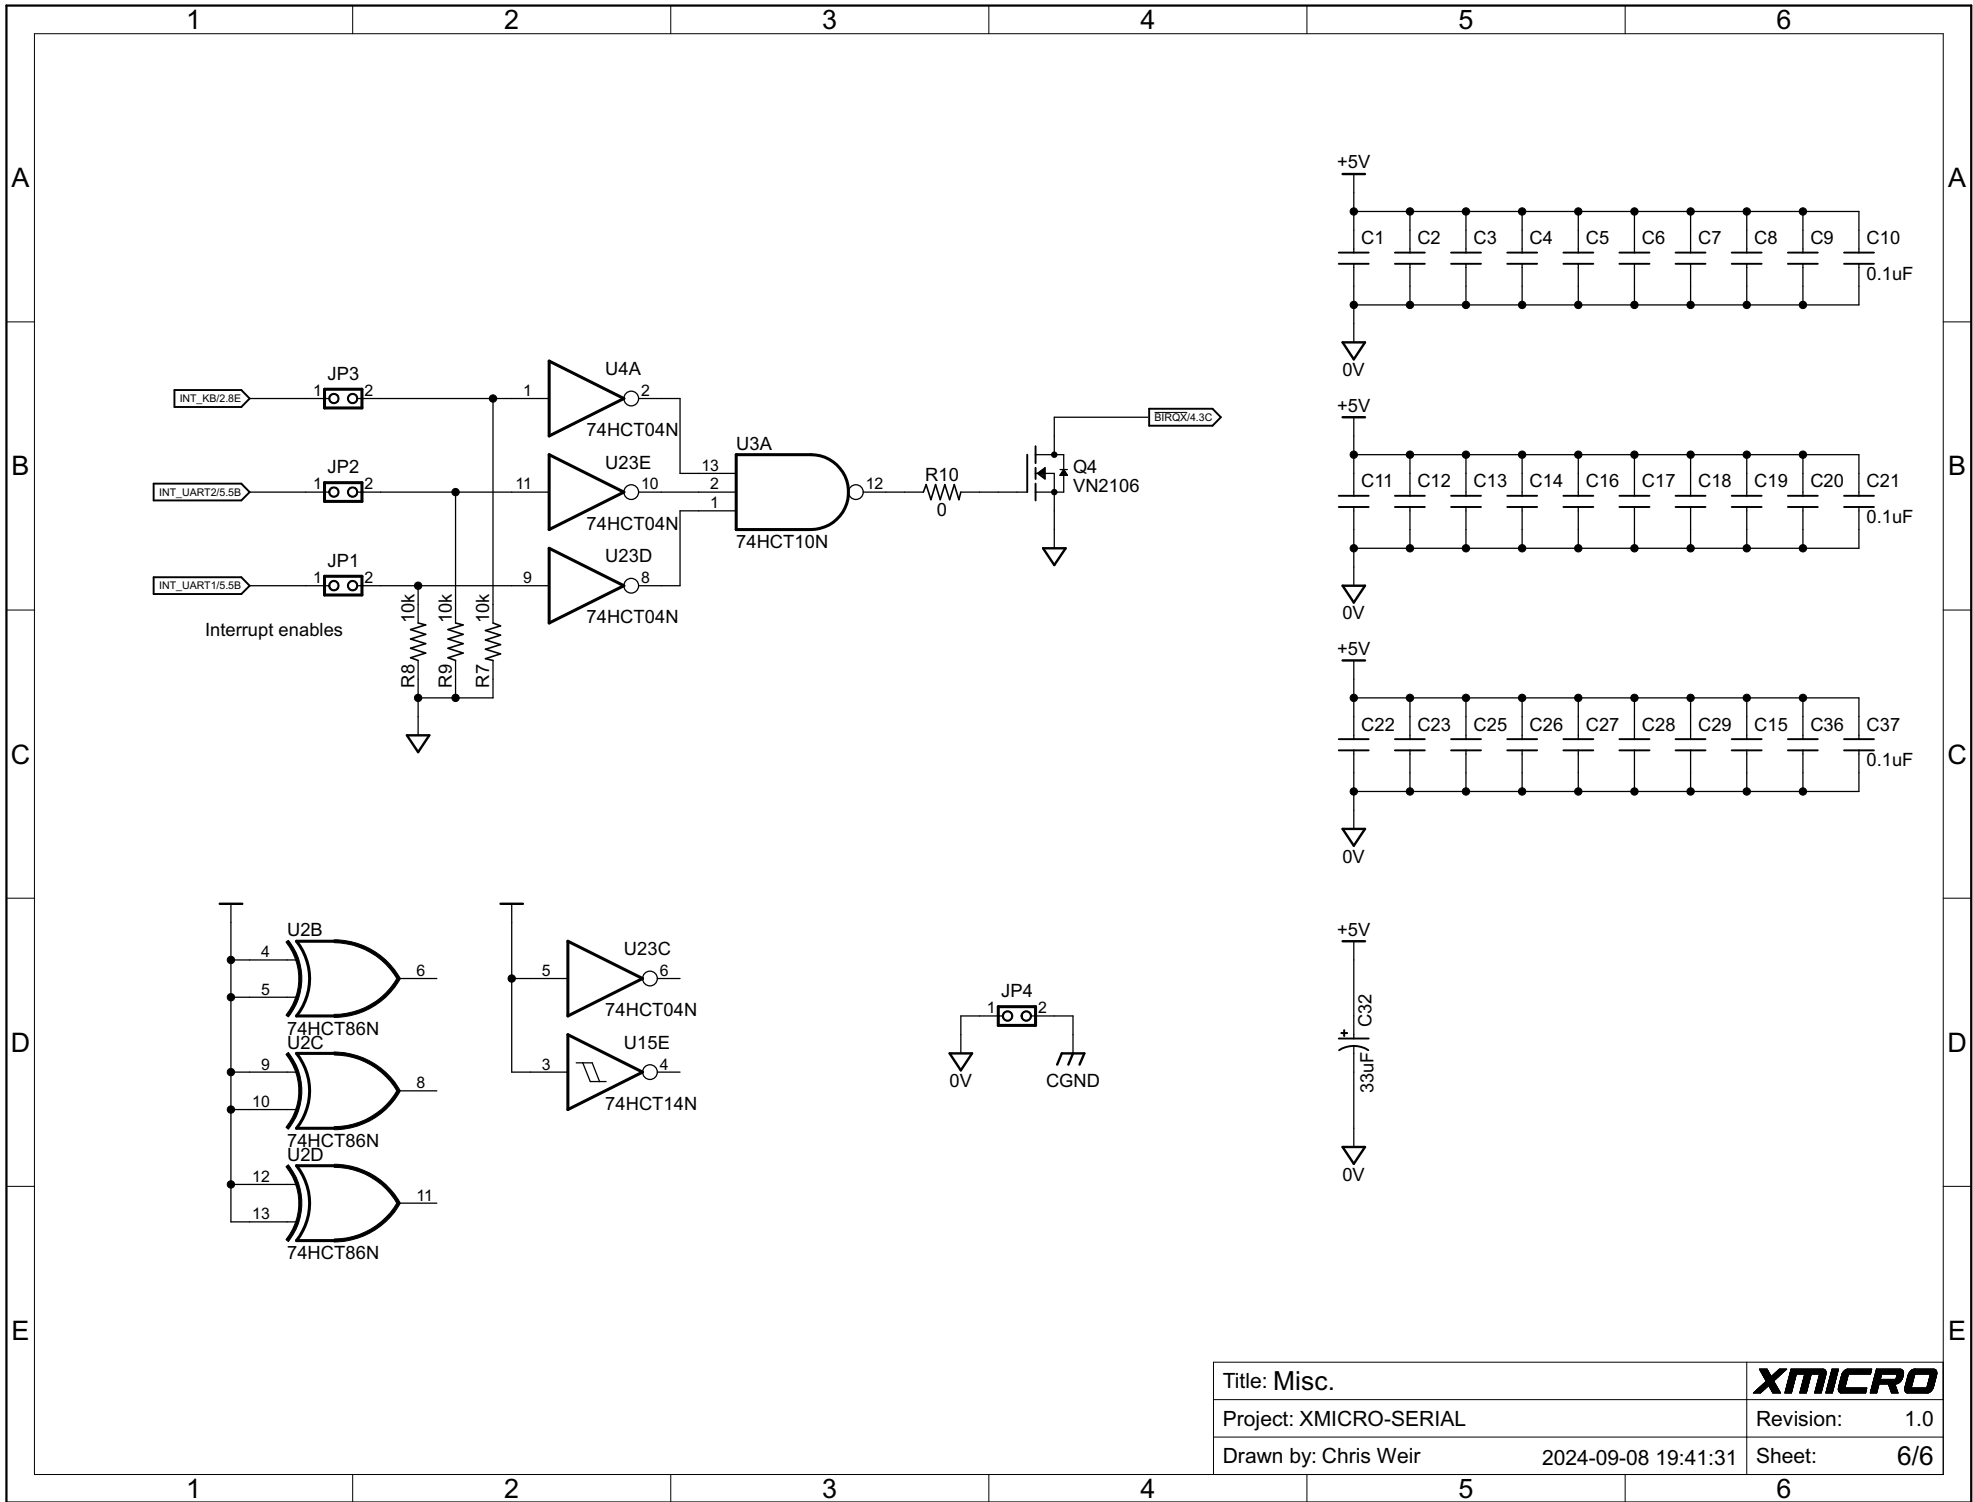 1 2 3 4 5 6
A A
+5V
C1 C2 C3 C4 C5 C6 C7 C8 C9 C10
0.1uF
0V
B B
INT_KB/2.8E
JP3
1 2
1 U4A 2
74HCT04N
INT_UART2/5.5B
JP2
1 2
11 U23E 10
74HCT04N
INT_UART1/5.5B
JP1
1 2
9 U23D 8
74HCT04N
U3A
13
2
1
12
74HCT10N
R10
0
Q4
VN2106
BIRQX/4.3C
Interrupt enables
10k 10k 10k
R8 R9 R7
+5V
C11 C12 C13 C14 C16 C17 C18 C19 C20 C21
0.1uF
0V
C C
+5V
C22 C23 C25 C26 C27 C28 C29 C15 C36 C37
0.1uF
0V
D D
U2B
4
5
6
74HCT86N
U2C
9
10
8
74HCT86N
U2D
12
13
11
74HCT86N
U23C
5 6
74HCT04N
U15E
3 4
74HCT14N
JP4
1 2
0V CGND
+5V
+
C32
33uF
0V
E E
Title: Misc. XMICRO
Project: XMICRO-SERIAL Revision: 1.0
Drawn by: Chris Weir 2024-09-08 19:41:31 Sheet: 6/6
1 2 3 4 5 6